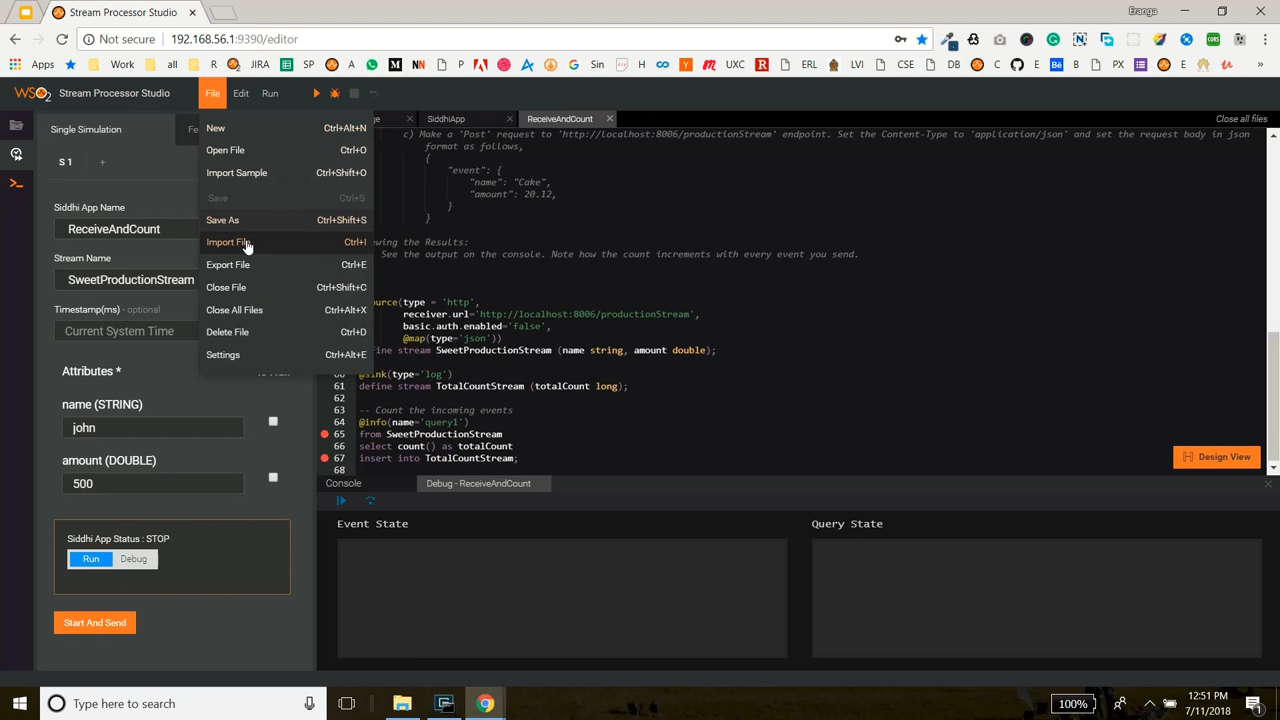 Stream Processor Studio
Eranga
Not secure
192.168.56.1:9390/editor
Apps
Work
all
JIRA
SP
UXC
Sin
ERL
LVI
CSE
D
E
PX
E
WSO2 Stream Processor Studio
File
Edit
Run
Single Simulation
Fe
SiddhiApp
ReceiveAndCount
Close all files
S 1
Siddhi App Name
ReceiveAndCount
Stream Name
SweetProductionStream
Timestamp(ms) - optional
Current System Time
Attributes *
name (STRING)
john
amount (DOUBLE)
500
Siddhi App Status : STOP
Run
Debug
Start And Send
New Ctrl+Alt+N
Open File Ctrl+O
Import Sample Ctrl+Shift+O
Save Ctrl+S
Save As Ctrl+Shift+S
Import File Ctrl+I
Export File Ctrl+E
Close File Ctrl+Shift+C
Close All Files Ctrl+Alt+X
Delete File Ctrl+D
Settings Ctrl+Alt+E
c) Make a 'Post' request to 'http://localhost:8006/productionStream' endpoint. Set the Content-Type to 'application/json' and set the request body in json
format as follows,
{
"event": {
"name": "Cake",
"amount": 20.12,
}
}
ewing the Results:
See the output on the console. Note how the count increments with every event you send.
ource(type = 'http',
receiver.url='http://localhost:8006/productionStream',
basic.auth.enabled='false',
@map(type='json'))
fine stream SweetProductionStream (name string, amount double);
60 @sink(type='log')
61 define stream TotalCountStream (totalCount long);
62
63 -- Count the incoming events
64 @info(name='query1')
65 from SweetProductionStream
66 select count() as totalCount
67 insert into TotalCountStream;
68
Design View
Console
Debug - ReceiveAndCount
Event State
Query State
Type here to search
100%
12:51 PM
7/11/2018